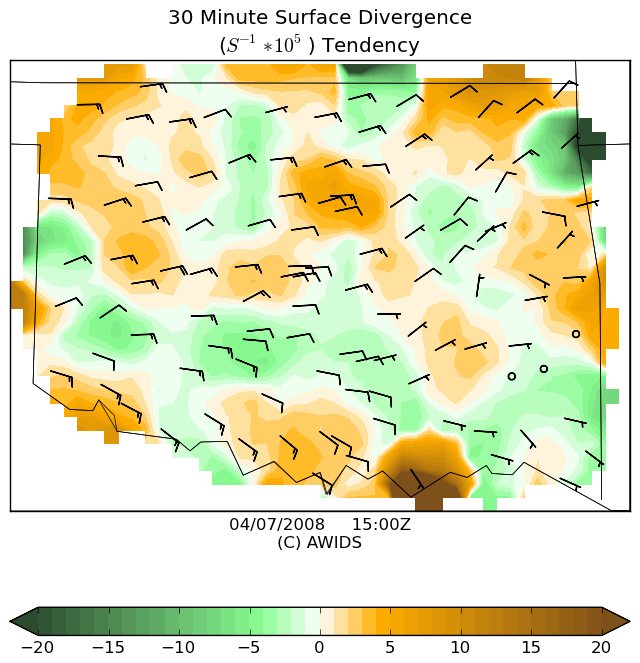 30 Minute Surface Divergence
($S^{-1} * 10^5$ ) Tendency
04/07/2008 15:00Z
(C) AWIDS
−20 −15 −10 −5 0 5 10 15 20